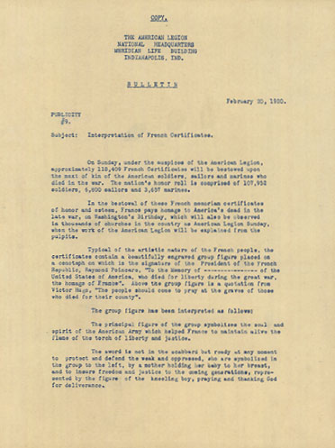 COPY.
THE AMERICAN LEGION
NATIONAL HEADQUARTERS
MERIDIAN LIFE BUILDING
INDIANAPOLIS, IND.
BULLETIN
February 20, 1920.
PUBLICITY
Subject: Interpretation of French Certificates.
On Sunday, under the auspices of the American Legion,
approximately French Certificates will be bestowed upon
the next of kin of the American soldiers, sailors and marines who
died in the war. The nation's honor roll is comprised of
soldiers, sailors and marines.
In the bestowal of these French memorial certificates
of honor and esteem, France pays homage to America's dead in the
late war, on Washington's Birthday, which will also be observed
in thousands of churches in the country as American Legion Sunday,
when the work of the American Legion will be explained from the
pulpits.
Typical of the artistic nature of the French people, the
certificates contain a beautifully engraved group figure placed
on a cenotaph on which is the signature of the President of the French
Republic, Raymond Poincare. "To the Memory of --------------- of the
United States of America, who died for liberty during the great war,
the homage of France". Above the group figure is a quotation from
Victor Hugo, "The people should come to pray at the graves of those
who died for their country".
The group figure has been interpreted as follows:
The principal figure of the group symbolizes the soul and
spirit of the American Army which helped France to maintain alive the
flame of the torch of liberty and justice.
The sword is not in the scabbard but ready at any moment
to protect and defend the weak and oppressed, who are symbolized in
the group to the left, by a mother holding her baby to her breast,
and to insure freedom and justice to the coming generations, repre-
sented by the figure of the kneeling boy, praying and thanking God
for deliverance.